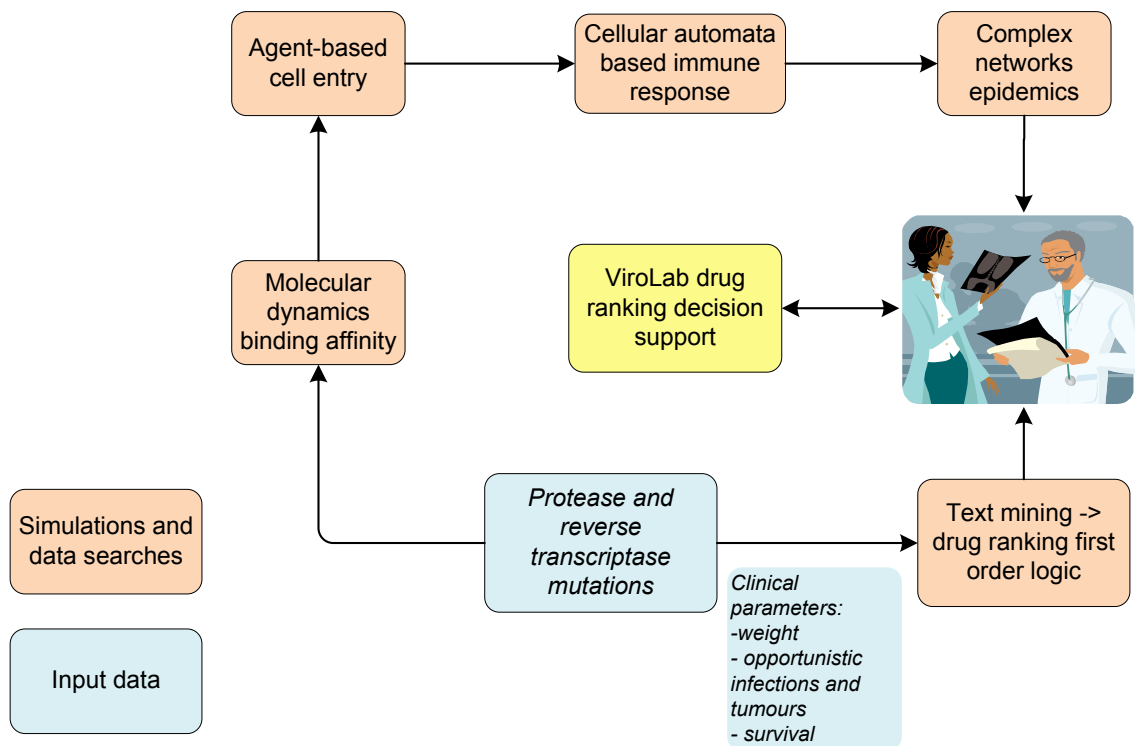 Agent-based
cell entry
Cellular automata
based immune
response
Complex
networks
epidemics
Molecular
dynamics
binding affinity
ViroLab drug
ranking decision
support
Simulations and
data searches
Protease and
reverse
transcriptase
mutations
Text mining ->
drug ranking first
order logic
Clinical
parameters:
-weight
- opportunistic
infections and
tumours
- survival
Input data